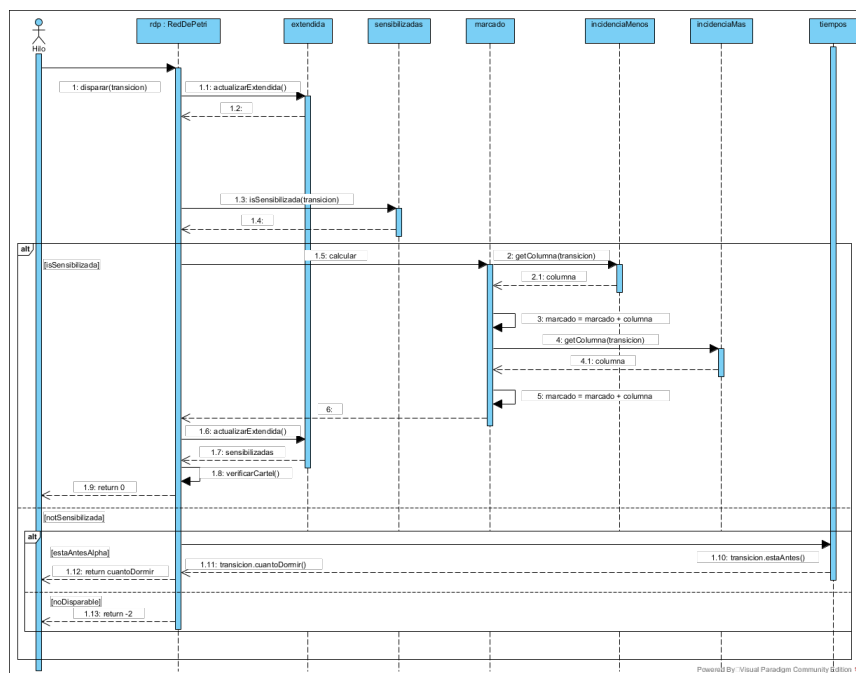 rdp : RedDePetri
extendida
sensibilizadas
marcado
incidenciaMenos
incidenciaMas
tiempos
Hilo
1: disparar(transicion)
1.1: actualizarExtendida()
1.2:
1.3: isSensibilizada(transicion)
1.4:
alt
[isSensibilizada]
1.5: calcular
2: getColumna(transicion)
2.1: columna
3: marcado = marcado + columna
4: getColumna(transicion)
4.1: columna
5: marcado = marcado + columna
6:
1.6: actualizarExtendida()
1.7: sensibilizadas
1.8: verificarCartel()
1.9: return 0
[notSensibilizada]
alt
[estaAntesAlpha]
1.10: transicion.estaAntes()
1.11: transicion.cuantoDormir()
1.12: return cuantoDormir
[noDisparable]
1.13: return -2
Powered By Visual Paradigm Community Edition